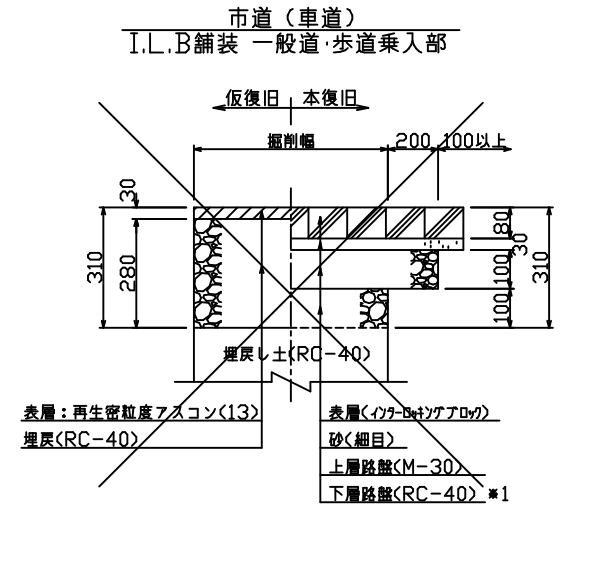 市道（車道）
I.L.B舗装 一般道・歩道乗入部
仮復旧 本復旧
掘削幅 200 100以上
30
310
280
80
30
100
310
100
埋戻し土(RC-40)
表層：再生密粒度アスコン(13)
埋戻(RC-40)
表層(インターロッキングブロック)
砂(細目)
上層路盤(M-30)
下層路盤(RC-40) ※1